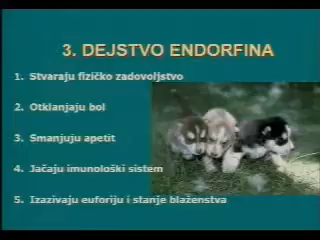 3. DEJSTVO ENDORFINA
1. Stvaraju fizičko zadovoljstvo
2. Otklanjaju bol
3. Smanjuju apetit
4. Jačaju imunološki sistem
5. Izazivaju euforiju i stanje blaženstva